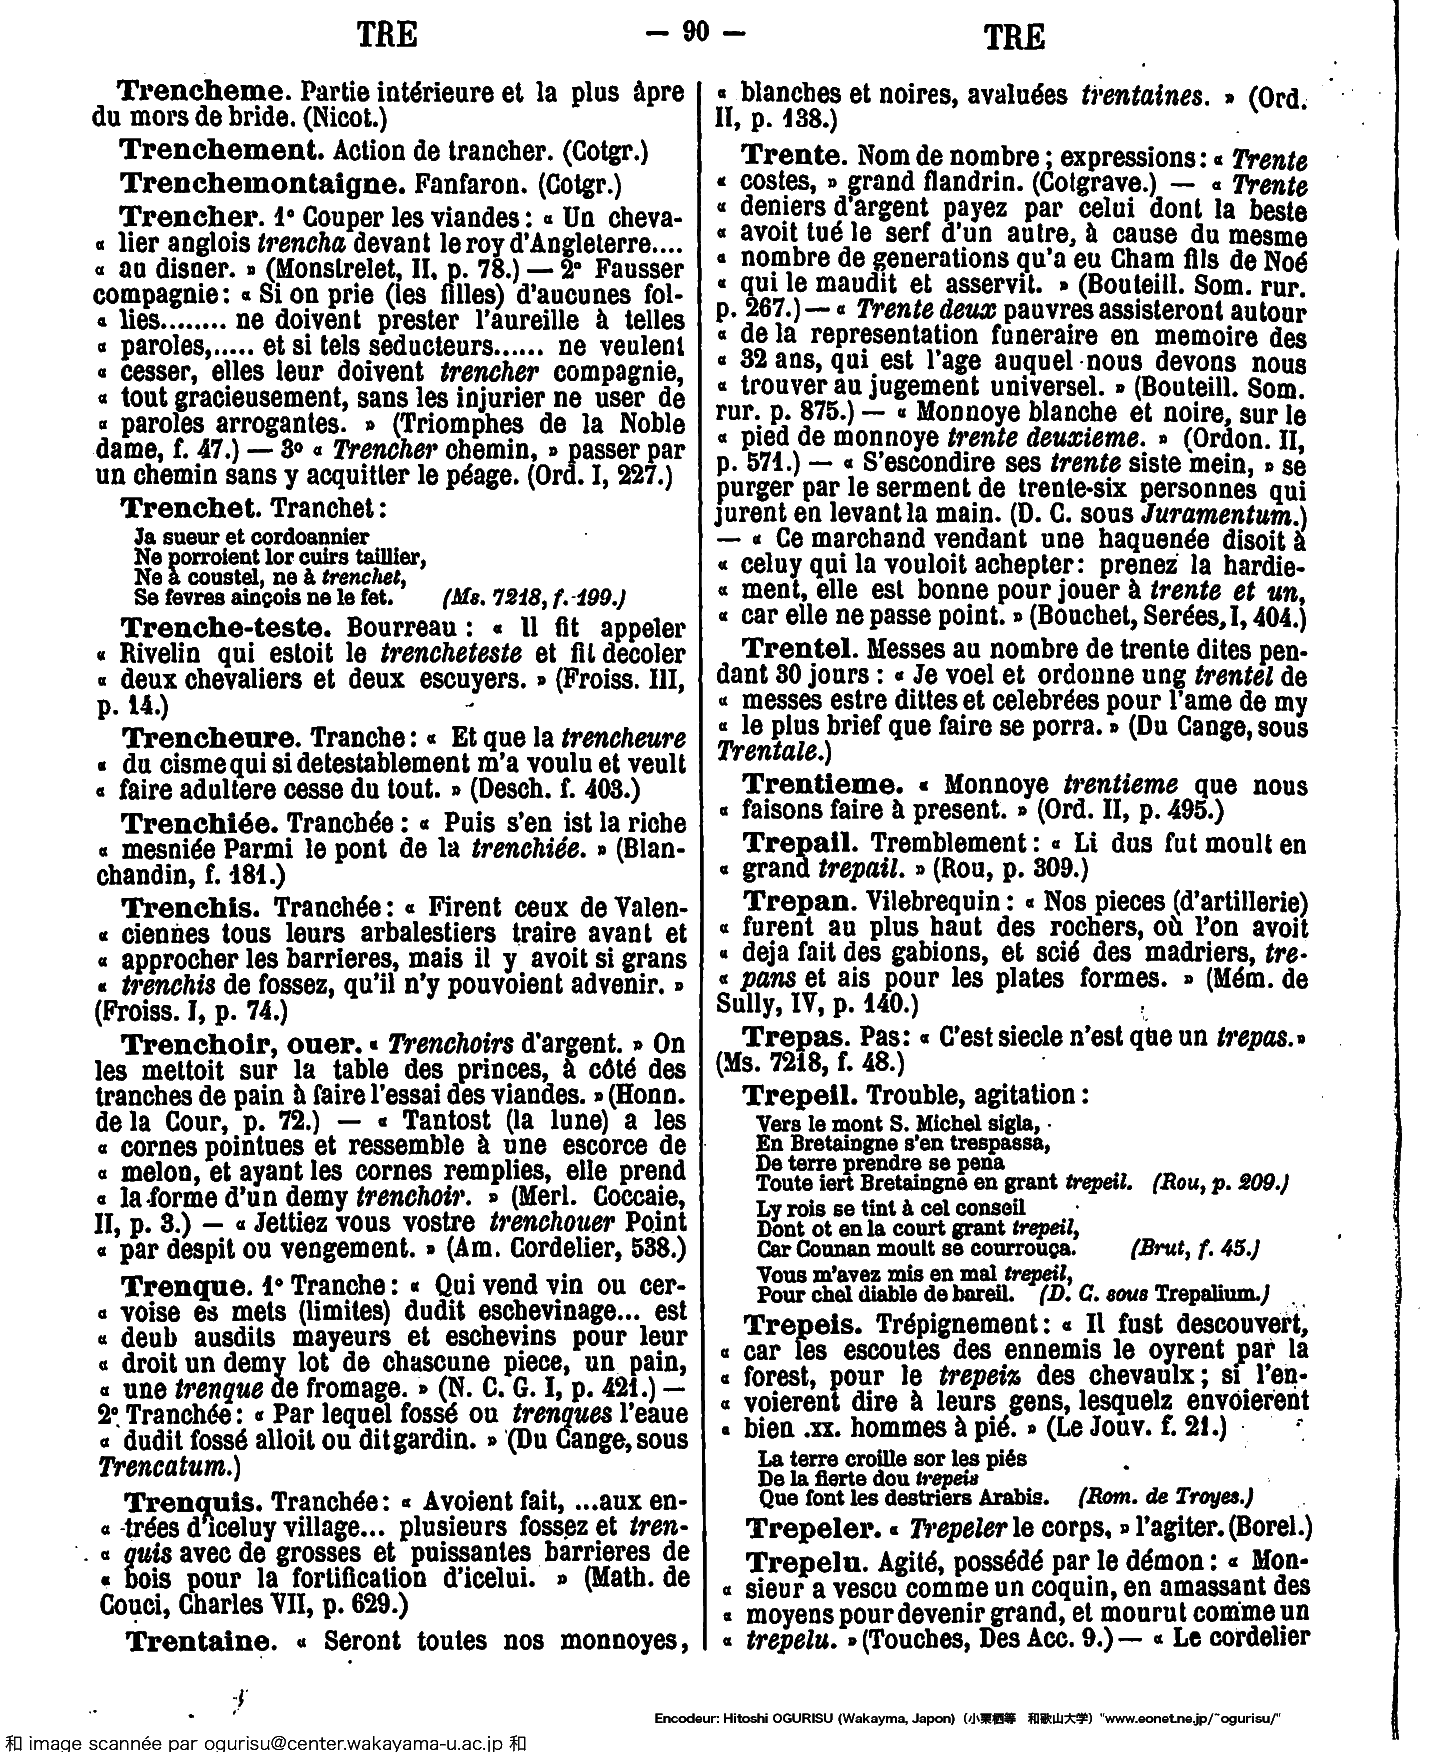 TRE — 90 — TRE
Trencheme. Partie intérieure et la plus âpre
du mors de bride. (Nicot.)
Trenchement. Action de trancher. (Cotgr.)
Trenchemontaigne. Fanfaron. (Cotgr.)
Trencher. 1° Couper les viandes : « Un cheva-
« lier anglois trencha devant le roy d'Angleterre....
« au disner. » (Monstrelet, II, p. 78.) — 2° Fausser
compagnie : « Si on prie (les filles) d'aucunes fol-
« lies........ ne doivent prester l'aureille à telles
« paroles,..... et si tels seducteurs...... ne veulent
« cesser, elles leur doivent trencher compagnie,
« tout gracieusement, sans les injurier ne user de
« paroles arrogantes. » (Triomphes de la Noble
dame, f. 47.) — 3° « Trencher chemin, » passer par
un chemin sans y acquitter le péage. (Ord. I, 227.)
Trenchet. Tranchet :
Ja sueur et cordoannier
Ne porroient lor cuirs taillier,
Ne à coustel, ne à trenchet,
Se fevres ainçois ne le fet. (Ms. 7218, f. 199.)
Trenche-teste. Bourreau : « Il fit appeler
« Rivelin qui estoit le trencheteste et fit decoler
« deux chevaliers et deux escuyers. » (Froiss. III,
p. 14.)
Trencheure. Tranche : « Et que la trencheure
« du cisme qui si detestablement m'a voulu et veult
« faire adultere cesse du tout. » (Desch. f. 403.)
Trenchiée. Tranchée : « Puis s'en ist la riche
« mesniée Parmi le pont de la trenchiée. » (Blan-
chandin, f. 181.)
Trenchis. Tranchée : « Firent ceux de Valen-
« ciennes tous leurs arbalestiers traire avant et
« approcher les barrieres, mais il y avoit si grans
« trenchis de fossez, qu'il n'y pouvoient advenir. »
(Froiss. I, p. 74.)
Trenchoir, ouer. « Trenchoirs d'argent. » On
les mettoit sur la table des princes, à côté des
tranches de pain à faire l'essai des viandes. » (Honn.
de la Cour, p. 72.) — « Tantost (la lune) a les
« cornes pointues et ressemble à une escorce de
« melon, et ayant les cornes remplies, elle prend
« la forme d'un demy trenchoir. » (Merl. Coccaie,
II, p. 3.) — « Jettiez vous vostre trenchouer Point
« par despit ou vengement. » (Am. Cordelier, 538.)
Trenque. 1° Tranche : « Qui vend vin ou cer-
« voise es mets (limites) dudit eschevinage... est
« deub ausdits mayeurs et eschevins pour leur
« droit un demy lot de chascune piece, un pain,
« une trenque de fromage. » (N. C. G. I, p. 421.) —
2° Tranchée : « Par lequel fossé ou trenques l'eaue
« dudit fossé alloit ou dit gardin. » (Du Cange, sous
Trencatum.)
Trenquis. Tranchée : « Avoient fait, ...aux en-
« trées d'iceluy village... plusieurs fossez et tren-
« quis avec de grosses et puissantes barrieres de
« bois pour la fortification d'icelui. » (Math. de
Couci, Charles VII, p. 629.)
Trentaine. « Seront toutes nos monnoyes,
« blanches et noires, avaluées trentaines. » (Ord.
II, p. 138.)
Trente. Nom de nombre ; expressions : « Trente
« costes, » grand flandrin. (Cotgrave.) — « Trente
« deniers d'argent payez par celui dont la beste
« avoit tué le serf d'un autre, à cause du mesme
« nombre de generations qu'a eu Cham fils de Noé
« qui le maudit et asservit. » (Bouteill. Som. rur.
p. 267.) — « Trente deux pauvres assisteront autour
« de la representation funeraire en memoire des
« 32 ans, qui est l'age auquel nous devons nous
« trouver au jugement universel. » (Bouteill. Som.
rur. p. 875.) — « Monnoye blanche et noire, sur le
« pied de monnoye trente deuxieme. » (Ordon. II,
p. 571.) — « S'escondire ses trente siste mein, » se
purger par le serment de trente-six personnes qui
jurent en levant la main. (D. C. sous Juramentum.)
— « Ce marchand vendant une haquenée disoit à
« celuy qui la vouloit achepter : prenez la hardie-
« ment, elle est bonne pour jouer à trente et un,
« car elle ne passe point. » (Bouchet, Serées, I, 404.)
Trentel. Messes au nombre de trente dites pen-
dant 30 jours : « Je voel et ordonne ung trentel de
« messes estre dittes et celebrées pour l'ame de my
« le plus brief que faire se porra. » (Du Cange, sous
Trentale.)
Trentieme. « Monnoye trentieme que nous
« faisons faire à present. » (Ord. II, p. 495.)
Trepail. Tremblement : « Li dus fut moult en
« grand trepail. » (Rou, p. 309.)
Trepan. Vilebrequin : « Nos pieces (d'artillerie)
« furent au plus haut des rochers, où l'on avoit
« deja fait des gabions, et scié des madriers, tre-
« pans et ais pour les plates formes. » (Mém. de
Sully, IV, p. 140.)
Trepas. Pas : « C'est siecle n'est que un trepas. »
(Ms. 7218, f. 48.)
Trepeil. Trouble, agitation :
Vers le mont S. Michel sigla,
En Bretaingne s'en trespassa,
De terre prendre se pena
Toute iert Bretaingne en grant trepeil. (Rou, p. 209.)
Ly rois se tint à cel conseil
Dont ot en la court grant trepeil,
Car Counan moult se courrouça. (Brut, f. 45.)
Vous m'avez mis en mal trepeil,
Pour chel diable de bareil. (D. C. sous Trepalium.)
Trepeis. Trépignement : « Il fust descouvert,
« car les escoutes des ennemis le oyrent par la
« forest, pour le trepeiz des chevaulx ; si l'en-
« voierent dire à leurs gens, lesquelz envoierent
« bien .xx. hommes à pié. » (Le Jouv. f. 21.)
La terre croille sor les piés
De la fierte dou trepeis
Que font les destriers Arabis. (Rom. de Troyes.)
Trepeler. « Trepeler le corps, » l'agiter. (Borel.)
Trepelu. Agité, possédé par le démon : « Mon-
« sieur a vescu comme un coquin, en amassant des
« moyens pour devenir grand, et mourut comme un
« trepelu. » (Touches, Des Acc. 9.) — « Le cordelier
Encodeur: Hitoshi OGURISU (Wakayma, Japon) (小栗栖等 和歌山大学) "www.eonet.ne.jp/~ogurisu/"
和 image scannée par ogurisu@center.wakayama-u.ac.jp 和